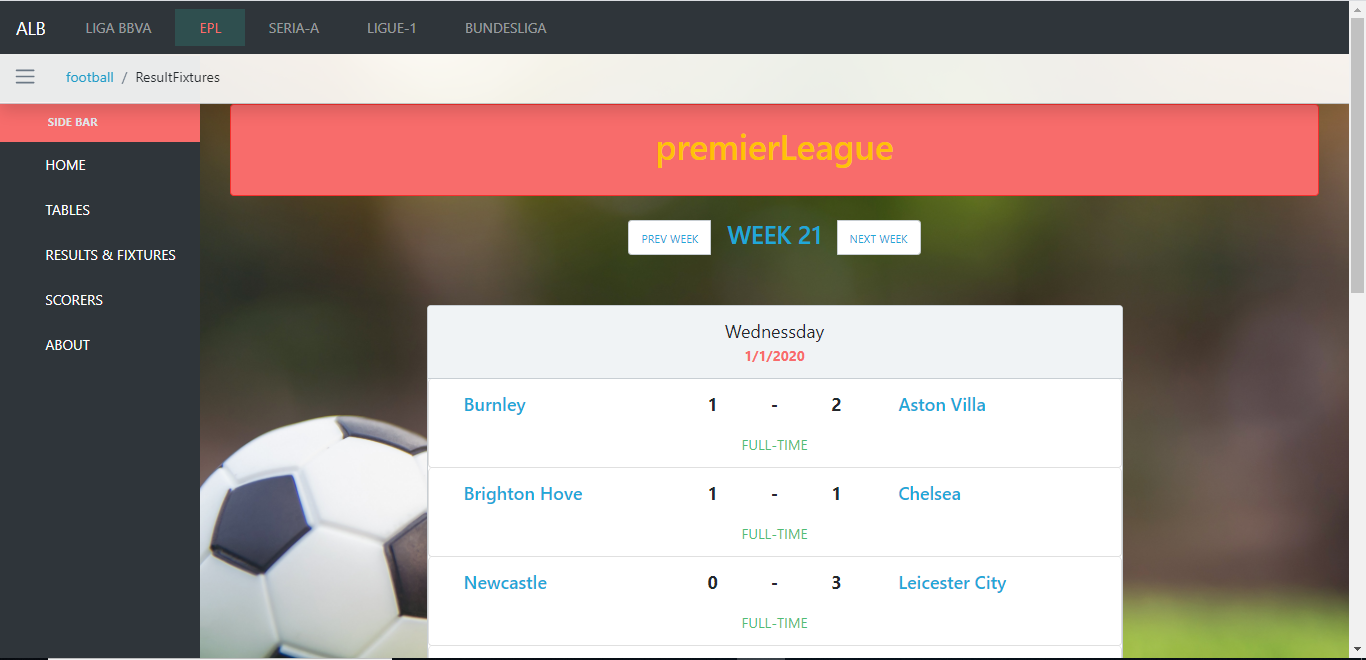 ALB LIGA BBVA EPL SERIA-A LIGUE-1 BUNDESLIGA
football / ResultFixtures
SIDE BAR
HOME
TABLES
RESULTS & FIXTURES
SCORERS
ABOUT
premierLeague
PREV WEEK WEEK 21 NEXT WEEK
Wednessday
1/1/2020
Burnley 1 - 2 Aston Villa
FULL-TIME
Brighton Hove 1 - 1 Chelsea
FULL-TIME
Newcastle 0 - 3 Leicester City
FULL-TIME